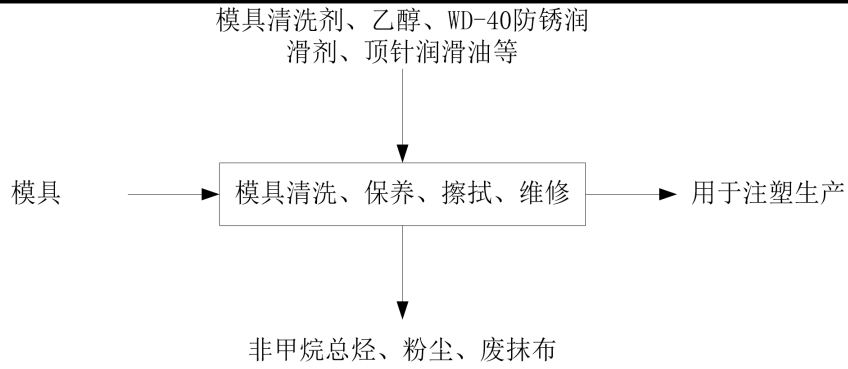 模具清洗剂、乙醇、WD-40防锈润
滑剂、顶针润滑油等
模具
模具清洗、保养、擦拭、维修
用于注塑生产
非甲烷总烃、粉尘、废抹布